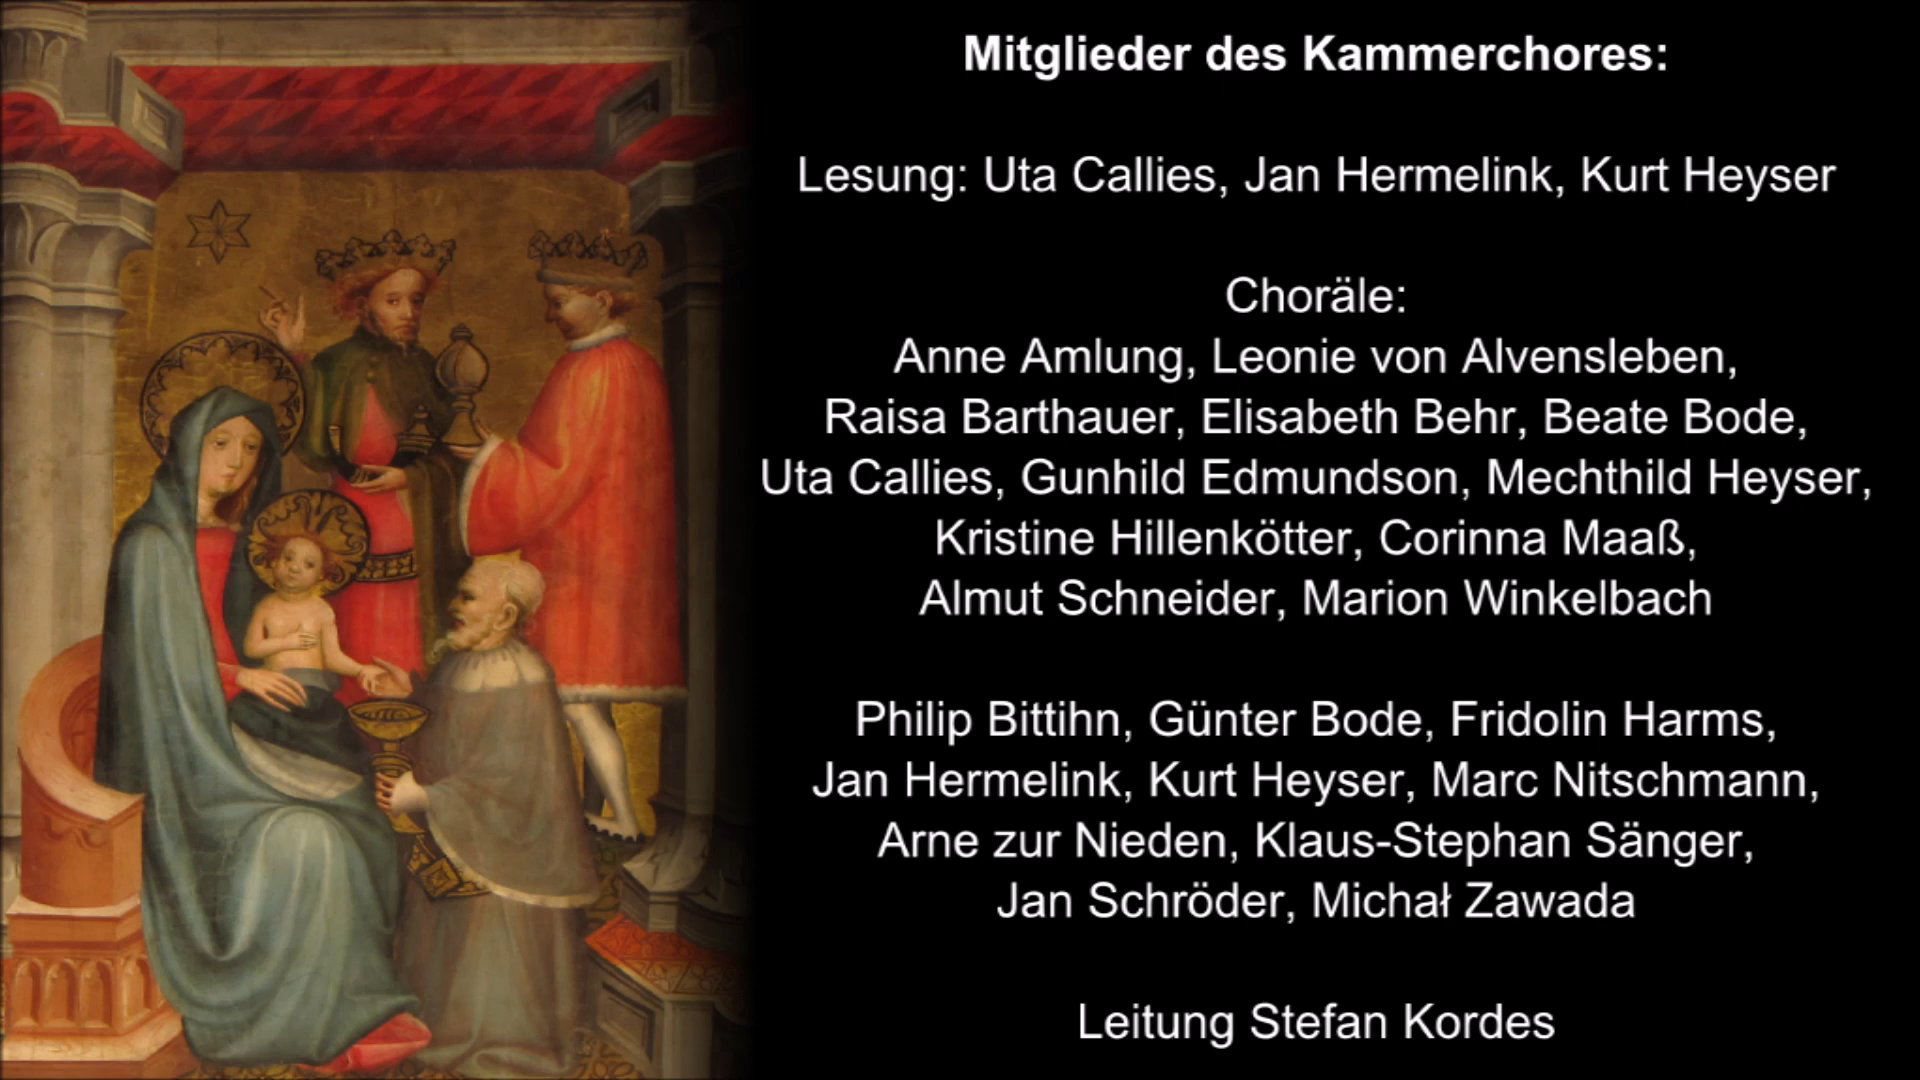 Mitglieder des Kammerchores:
Lesung: Uta Callies, Jan Hermelink, Kurt Heyser
Choräle:
Anne Amlung, Leonie von Alvensleben,
Raisa Barthauer, Elisabeth Behr, Beate Bode,
Uta Callies, Gunhild Edmundson, Mechthild Heyser,
Kristine Hillenkötter, Corinna Maaß,
Almut Schneider, Marion Winkelbach
Philip Bittihn, Günter Bode, Fridolin Harms,
Jan Hermelink, Kurt Heyser, Marc Nitschmann,
Arne zur Nieden, Klaus-Stephan Sänger,
Jan Schröder, Michał Zawada
Leitung Stefan Kordes